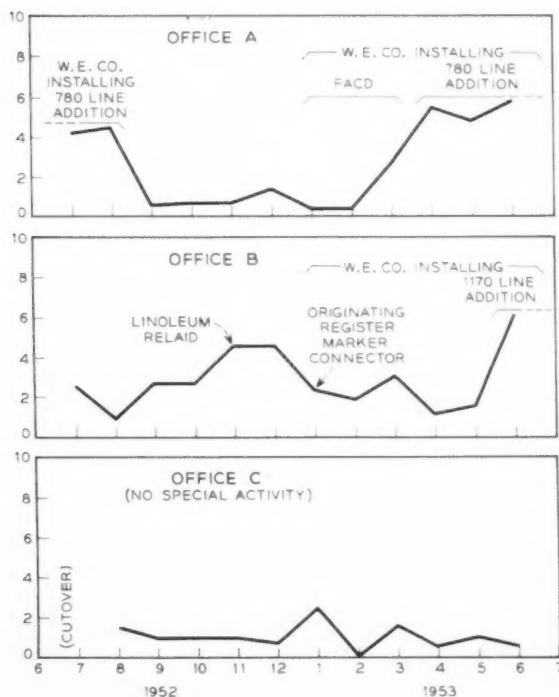 10
8
6
4
2
0
OFFICE A
W. E. CO.
INSTALLING
780 LINE
ADDITION
W. E. CO. INSTALLING
FACD
780 LINE
ADDITION
10
8
6
4
2
0
OFFICE B
LINOLEUM
RELAID
ORIGINATING
REGISTER
MARKER
CONNECTOR
W. E. CO. INSTALLING
1170 LINE
ADDITION
10
8
6
4
2
0
OFFICE C
(NO SPECIAL ACTIVITY)
(CUTOVER)
6 7 8 9 10 11 12 1 2 3 4 5 6 7
1952 1953